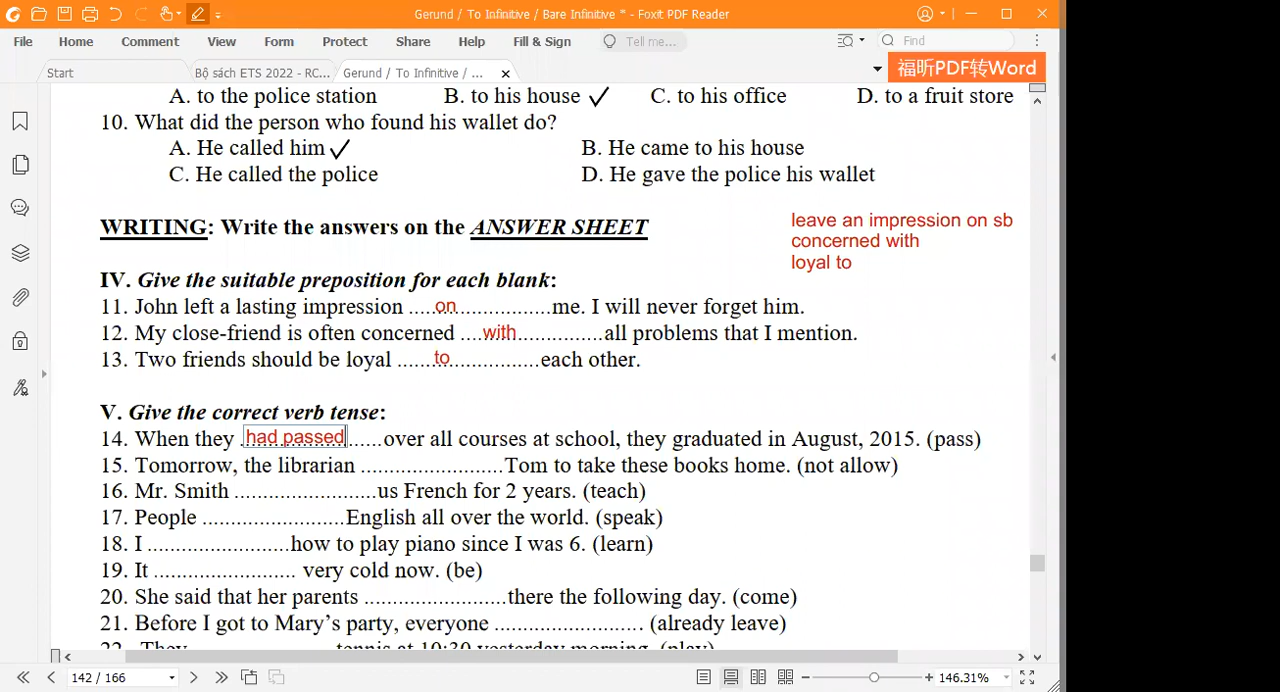 Gerund / To Infinitive / Bare Infinitive * - Foxit PDF Reader
File Home Comment View Form Protect Share Help Fill & Sign Tell me... Find
Start Bộ sách ETS 2022 - RC... Gerund / To Infinitive / ... 福昕PDF转Word
A. to the police station B. to his house C. to his office D. to a fruit store
10. What did the person who found his wallet do?
A. He called him B. He came to his house
C. He called the police D. He gave the police his wallet
WRITING: Write the answers on the ANSWER SHEET
leave an impression on sb
concerned with
loyal to
IV. Give the suitable preposition for each blank:
11. John left a lasting impression .....on......................me. I will never forget him.
12. My close-friend is often concerned ....with...................all problems that I mention.
13. Two friends should be loyal ......to....................each other.
V. Give the correct verb tense:
14. When they .had passed......over all courses at school, they graduated in August, 2015. (pass)
15. Tomorrow, the librarian .........................Tom to take these books home. (not allow)
16. Mr. Smith .........................us French for 2 years. (teach)
17. People .........................English all over the world. (speak)
18. I .........................how to play piano since I was 6. (learn)
19. It ......................... very cold now. (be)
20. She said that her parents .........................there the following day. (come)
21. Before I got to Mary's party, everyone .......................... (already leave)
22. They tennis at 10:30 yesterday morning. (play)
142 / 166 146.31%